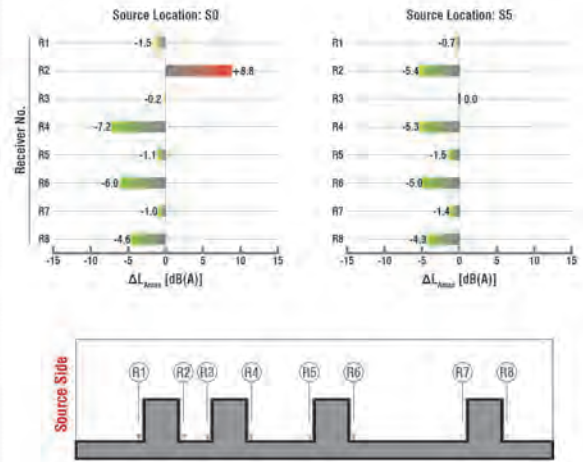 Source Location: S0
Receiver No.
R1 -1.5
R2 +8.8
R3 -0.2
R4 -7.2
R5 -1.1
R6 -6.0
R7 -1.0
R8 -4.6
-15 -10 -5 0 5 10 15
ΔL_Amax [dB(A)]
Source Location: S5
R1 -0.7
R2 -5.4
R3 0.0
R4 -5.3
R5 -1.5
R6 -5.0
R7 -1.4
R8 -4.3
-15 -10 -5 0 5 10 15
ΔL_Amax [dB(A)]
Source Side
R1 R2 R3 R4 R5 R6 R7 R8